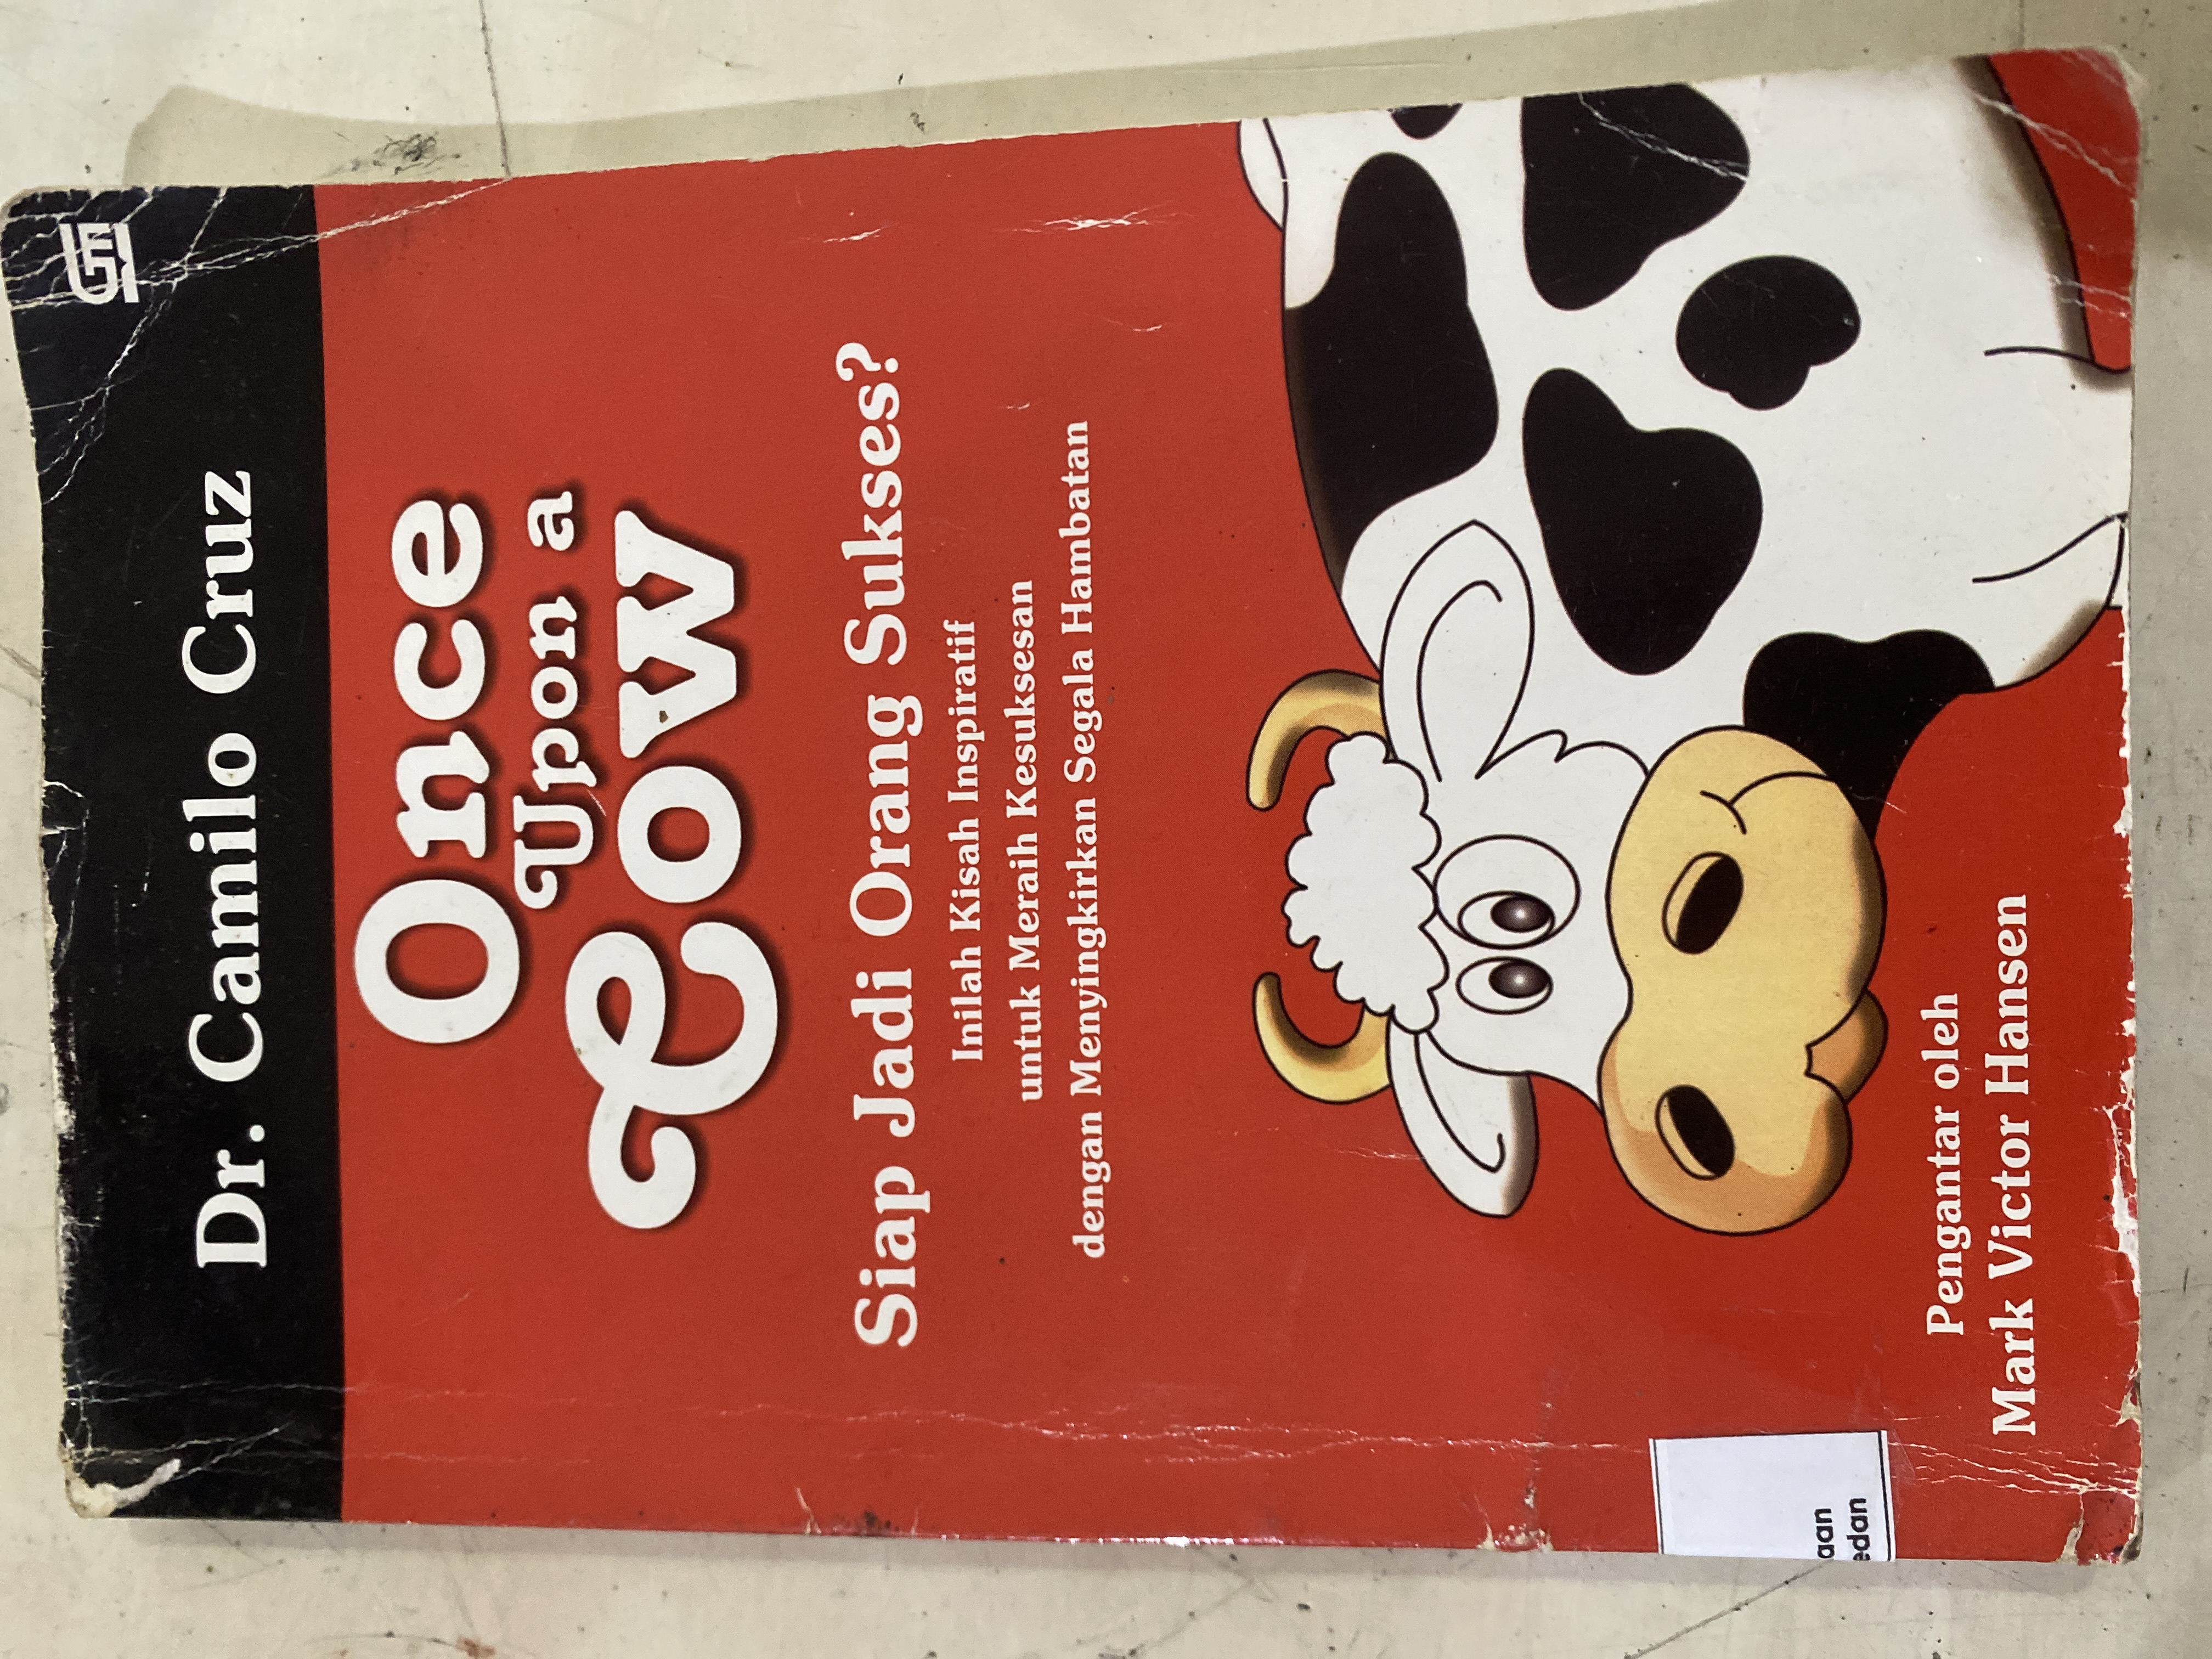 Dr. Camilo Cruz
Once
Upon a
Cow
Siap Jadi Orang Sukses?
Inilah Kisah Inspiratif
untuk Meraih Kesuksesan
dengan Menyingkirkan Segala Hambatan
Pengantar oleh
Mark Victor Hansen
aan
edan